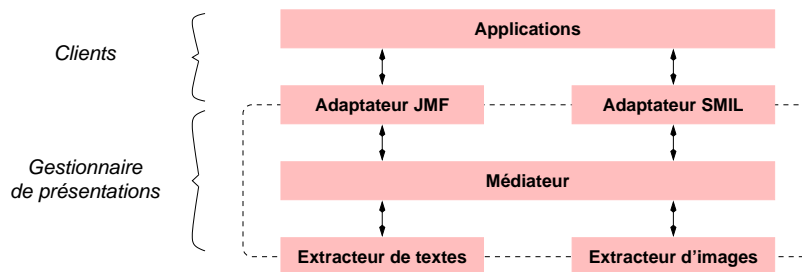 Applications
Clients
Adaptateur JMF
Adaptateur SMIL
Gestionnaire
de présentations
Médiateur
Extracteur de textes
Extracteur d'images